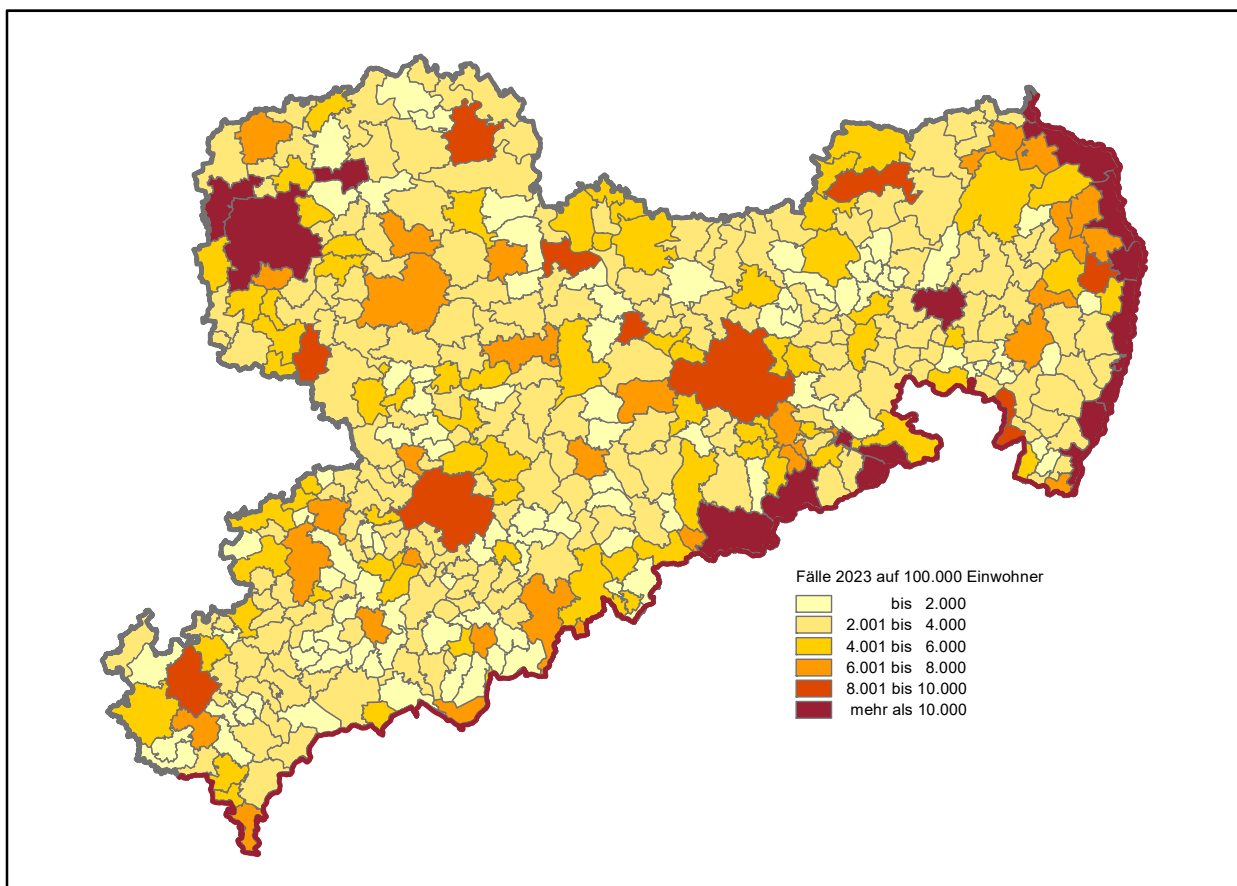 Fälle 2023 auf 100.000 Einwohner
bis 2.000
2.001 bis 4.000
4.001 bis 6.000
6.001 bis 8.000
8.001 bis 10.000
mehr als 10.000